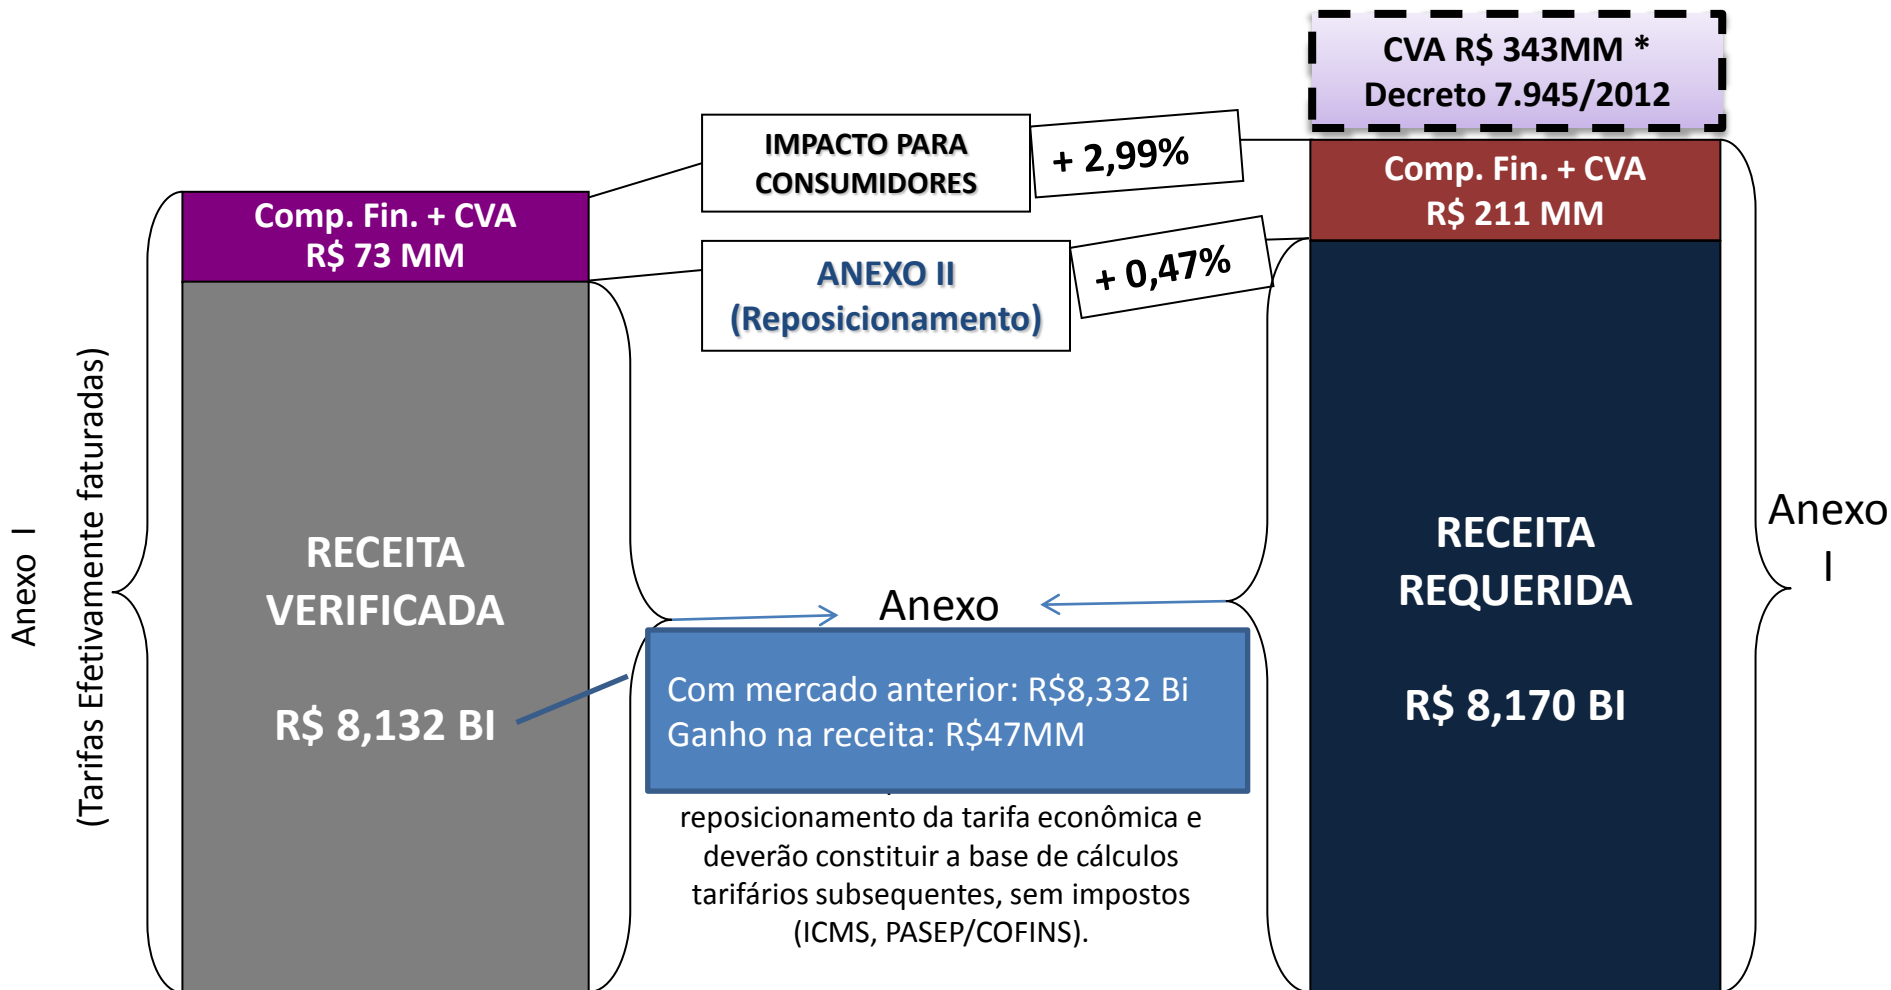 CVA R$ 343MM *
Decreto 7.945/2012
IMPACTO PARA
CONSUMIDORES
+ 2,99%
Comp. Fin. + CVA
R$ 211 MM
Comp. Fin. + CVA
R$ 73 MM
ANEXO II
(Reposicionamento)
+ 0,47%
Anexo I
(Tarifas Efetivamente faturadas)
RECEITA
VERIFICADA
R$ 8,132 BI
Anexo
Com mercado anterior: R$8,332 Bi
Ganho na receita: R$47MM
reposicionamento da tarifa econômica e
deverão constituir a base de cálculos
tarifários subsequentes, sem impostos
(ICMS, PASEP/COFINS).
RECEITA
REQUERIDA
R$ 8,170 BI
Anexo
I